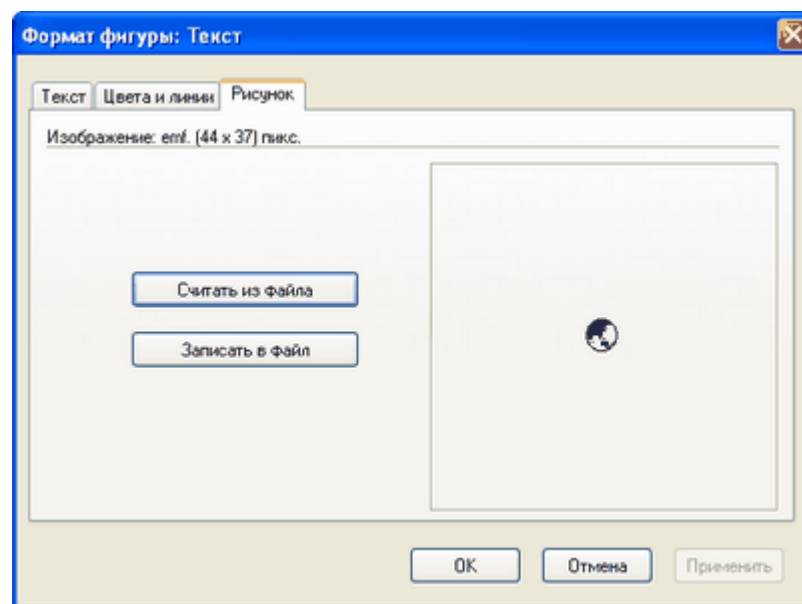 Формат фигуры: Текст
Текст Цвета и линии Рисунок
Изображение: emf. (44 x 37) пикс.
Считать из файла
Записать в файл
OK Отмена Применить